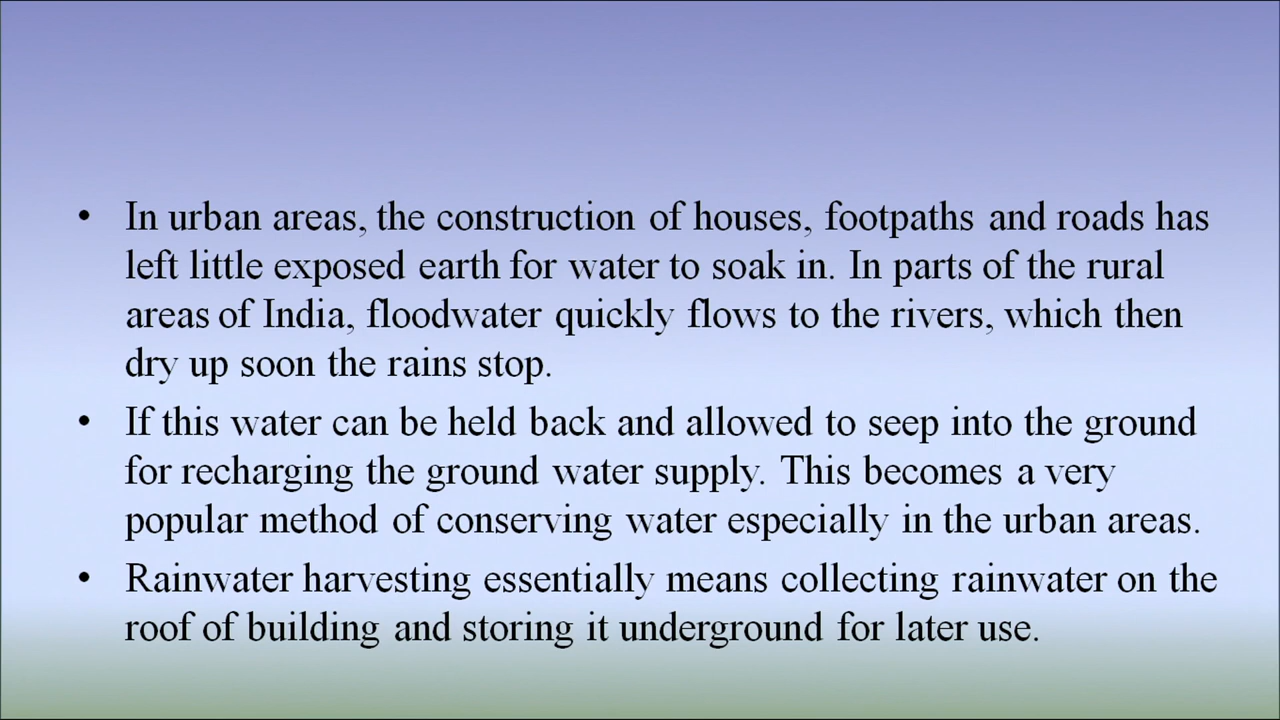 • In urban areas, the construction of houses, footpaths and roads has
left little exposed earth for water to soak in. In parts of the rural
areas of India, floodwater quickly flows to the rivers, which then
dry up soon the rains stop.
• If this water can be held back and allowed to seep into the ground
for recharging the ground water supply. This becomes a very
popular method of conserving water especially in the urban areas.
• Rainwater harvesting essentially means collecting rainwater on the
roof of building and storing it underground for later use.